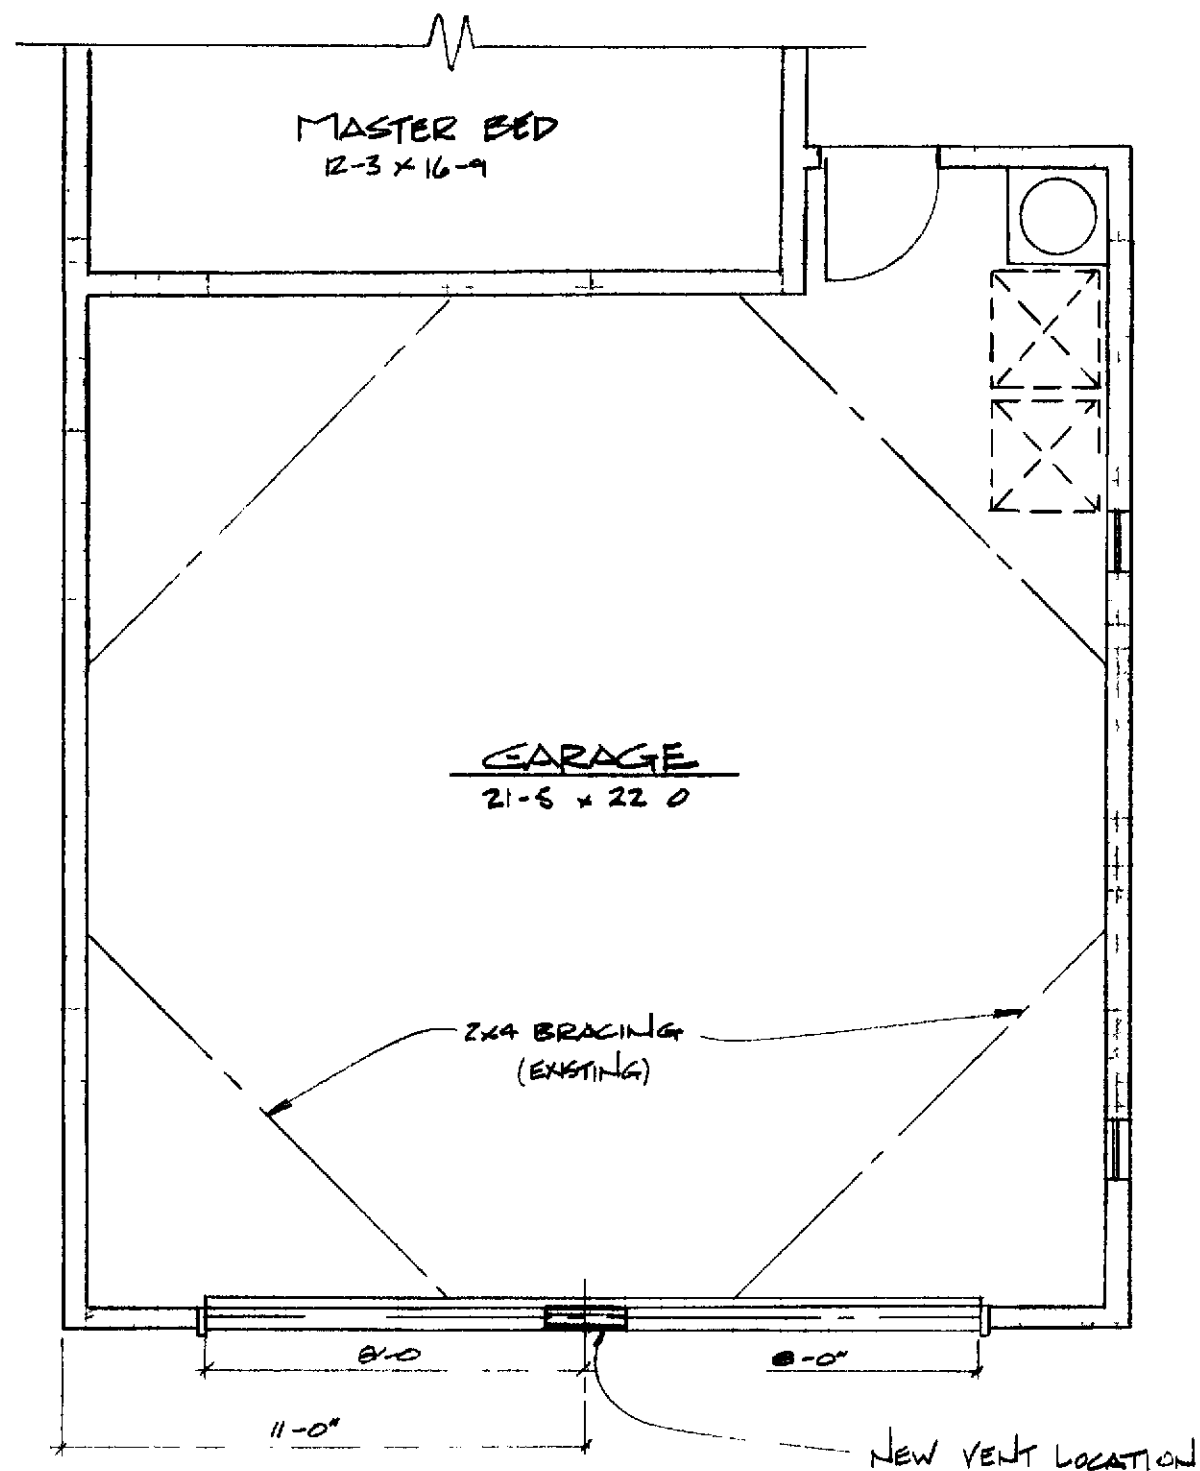 MASTER BED
12-3 x 16-9
GARAGE
21-5 x 22 0
2x4 BRACING
(EXISTING)
8'-0
8-0"
11-0"
NEW VENT LOCATION